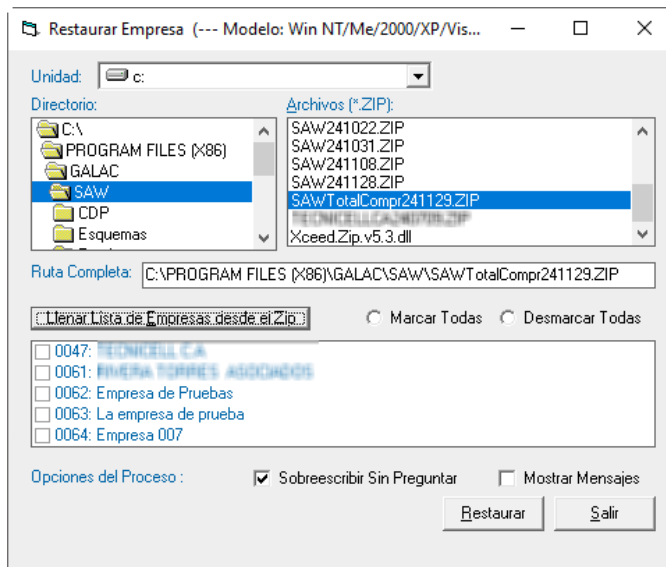 Restaurar Empresa (--- Modelo: Win NT/Me/2000/XP/Vis...
Unidad: c:
Directorio:
Archivos (*.ZIP):
C:\
PROGRAM FILES (X86)
GALAC
SAW
CDP
Esquemas
SAW241022.ZIP
SAW241031.ZIP
SAW241108.ZIP
SAW241128.ZIP
SAWTotalCompr241129.ZIP
Xceed.Zip.v5.3.dll
Ruta Completa: C:\PROGRAM FILES (X86)\GALAC\SAW\SAWTotalCompr241129.ZIP
Llenar Lista de Empresas desde el Zip
Marcar Todas Desmarcar Todas
0047:
0061:
0062: Empresa de Pruebas
0063: La empresa de prueba
0064: Empresa 007
Opciones del Proceso : Sobreescribir Sin Preguntar Mostrar Mensajes
Restaurar Salir